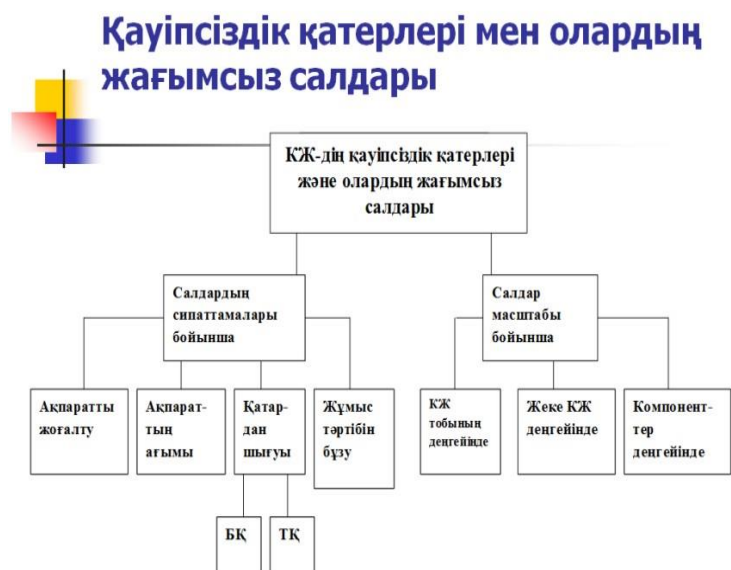 Қауіпсіздік қатерлері мен олардың
жағымсыз салдары
КЖ-дің қауіпсіздік қатерлері
және олардың жағымсыз
салдары
Салдардың
сипаттамалары
бойынша
Салдар
масштабы
бойынша
Ақпаратты
жоғалту
Ақпарат-
тың
ағымы
Қатар-
дан
шығуы
Жұмыс
тәртібін
бұзу
КЖ
тобының
деңгейінде
Жеке КЖ
деңгейінде
Компонент-
тер
деңгейінде
БҚ
ТҚ